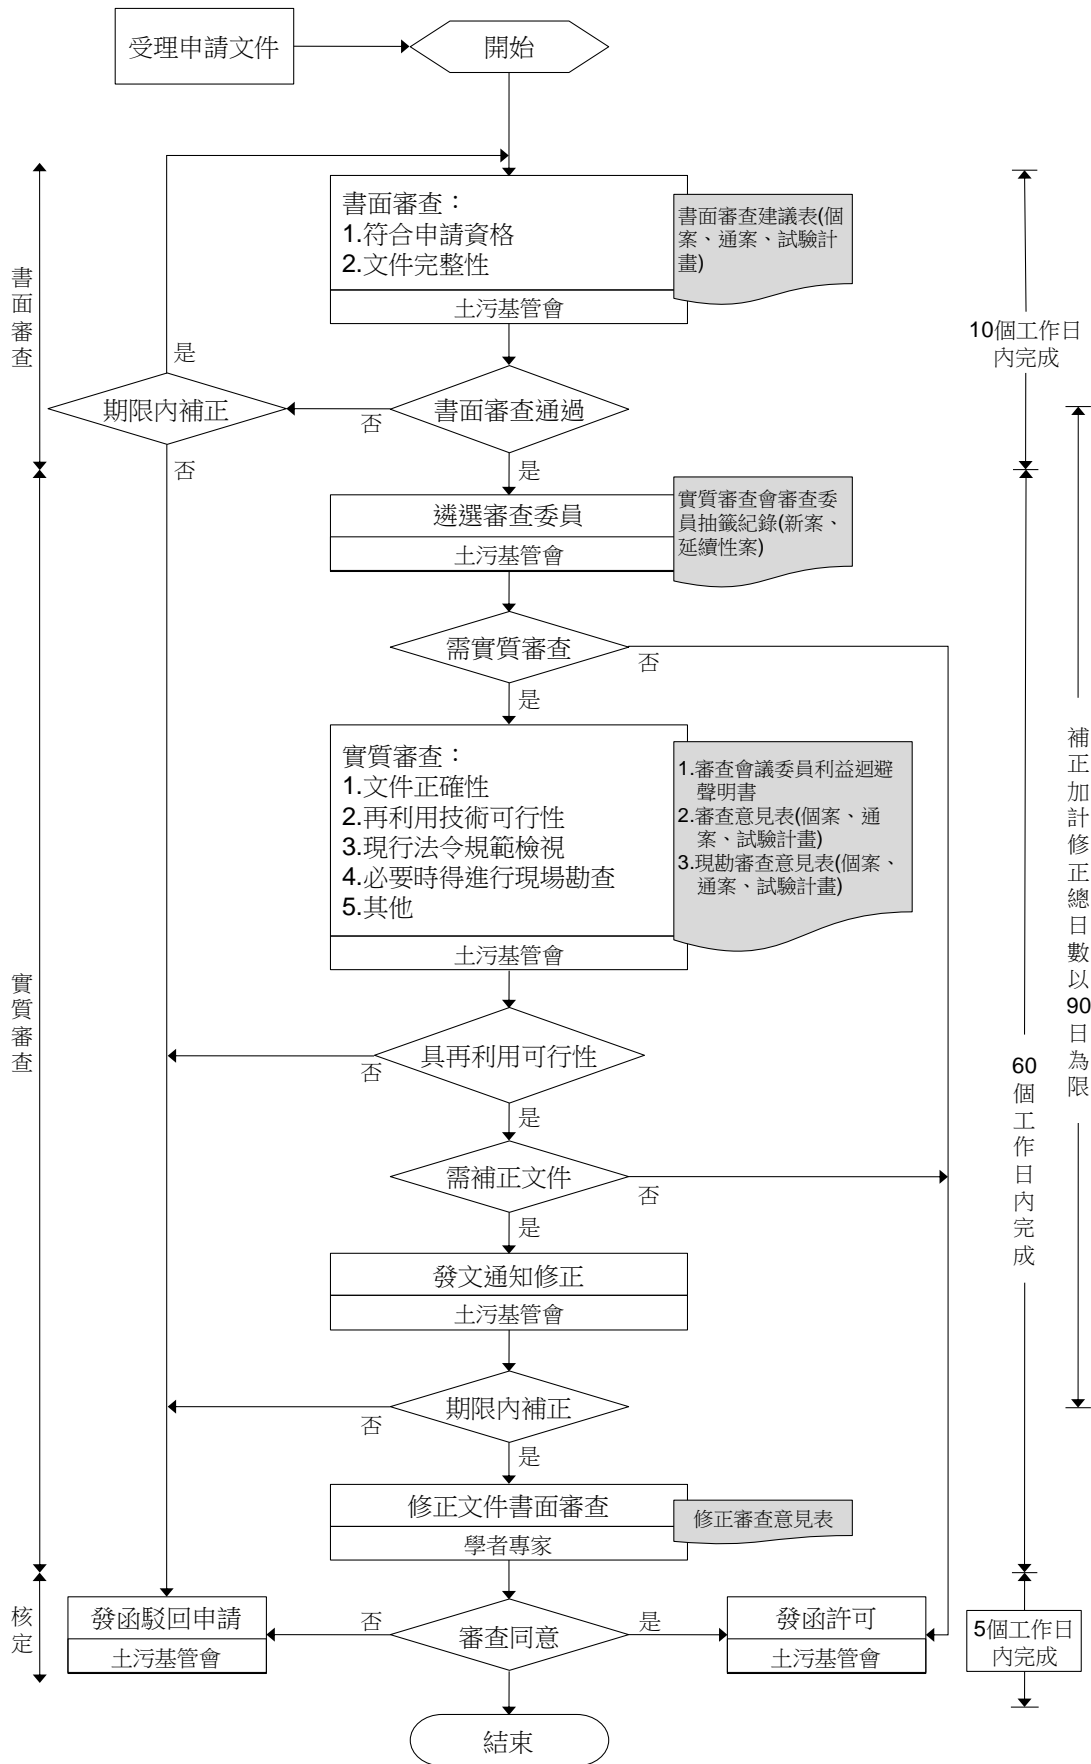 受理申請文件
開始
書面審查：
1.符合申請資格
2.文件完整性
土污基管會
書面審查建議表(個
案、通案、試驗計
畫)
書面審查
10個工作日
內完成
是
期限內補正
否
書面審查通過
否
是
遴選審查委員
土污基管會
實質審查會審查委
員抽籤紀錄(新案、
延續性案)
需實質審查
否
是
實質審查：
1.文件正確性
2.再利用技術可行性
3.現行法令規範檢視
4.必要時得進行現場勘查
5.其他
土污基管會
1.審查會議委員利益迴避
聲明書
2.審查意見表(個案、通
案、試驗計畫)
3.現勘審查意見表(個案、
通案、試驗計畫)
補正加計修正總日數以90日為限
實質審查
具再利用可行性
否
是
60個工作日內完成
需補正文件
否
是
發文通知修正
土污基管會
期限內補正
否
是
修正文件書面審查
學者專家
修正審查意見表
核定
發函駁回申請
土污基管會
否
審查同意
是
發函許可
土污基管會
5個工作日
內完成
結束